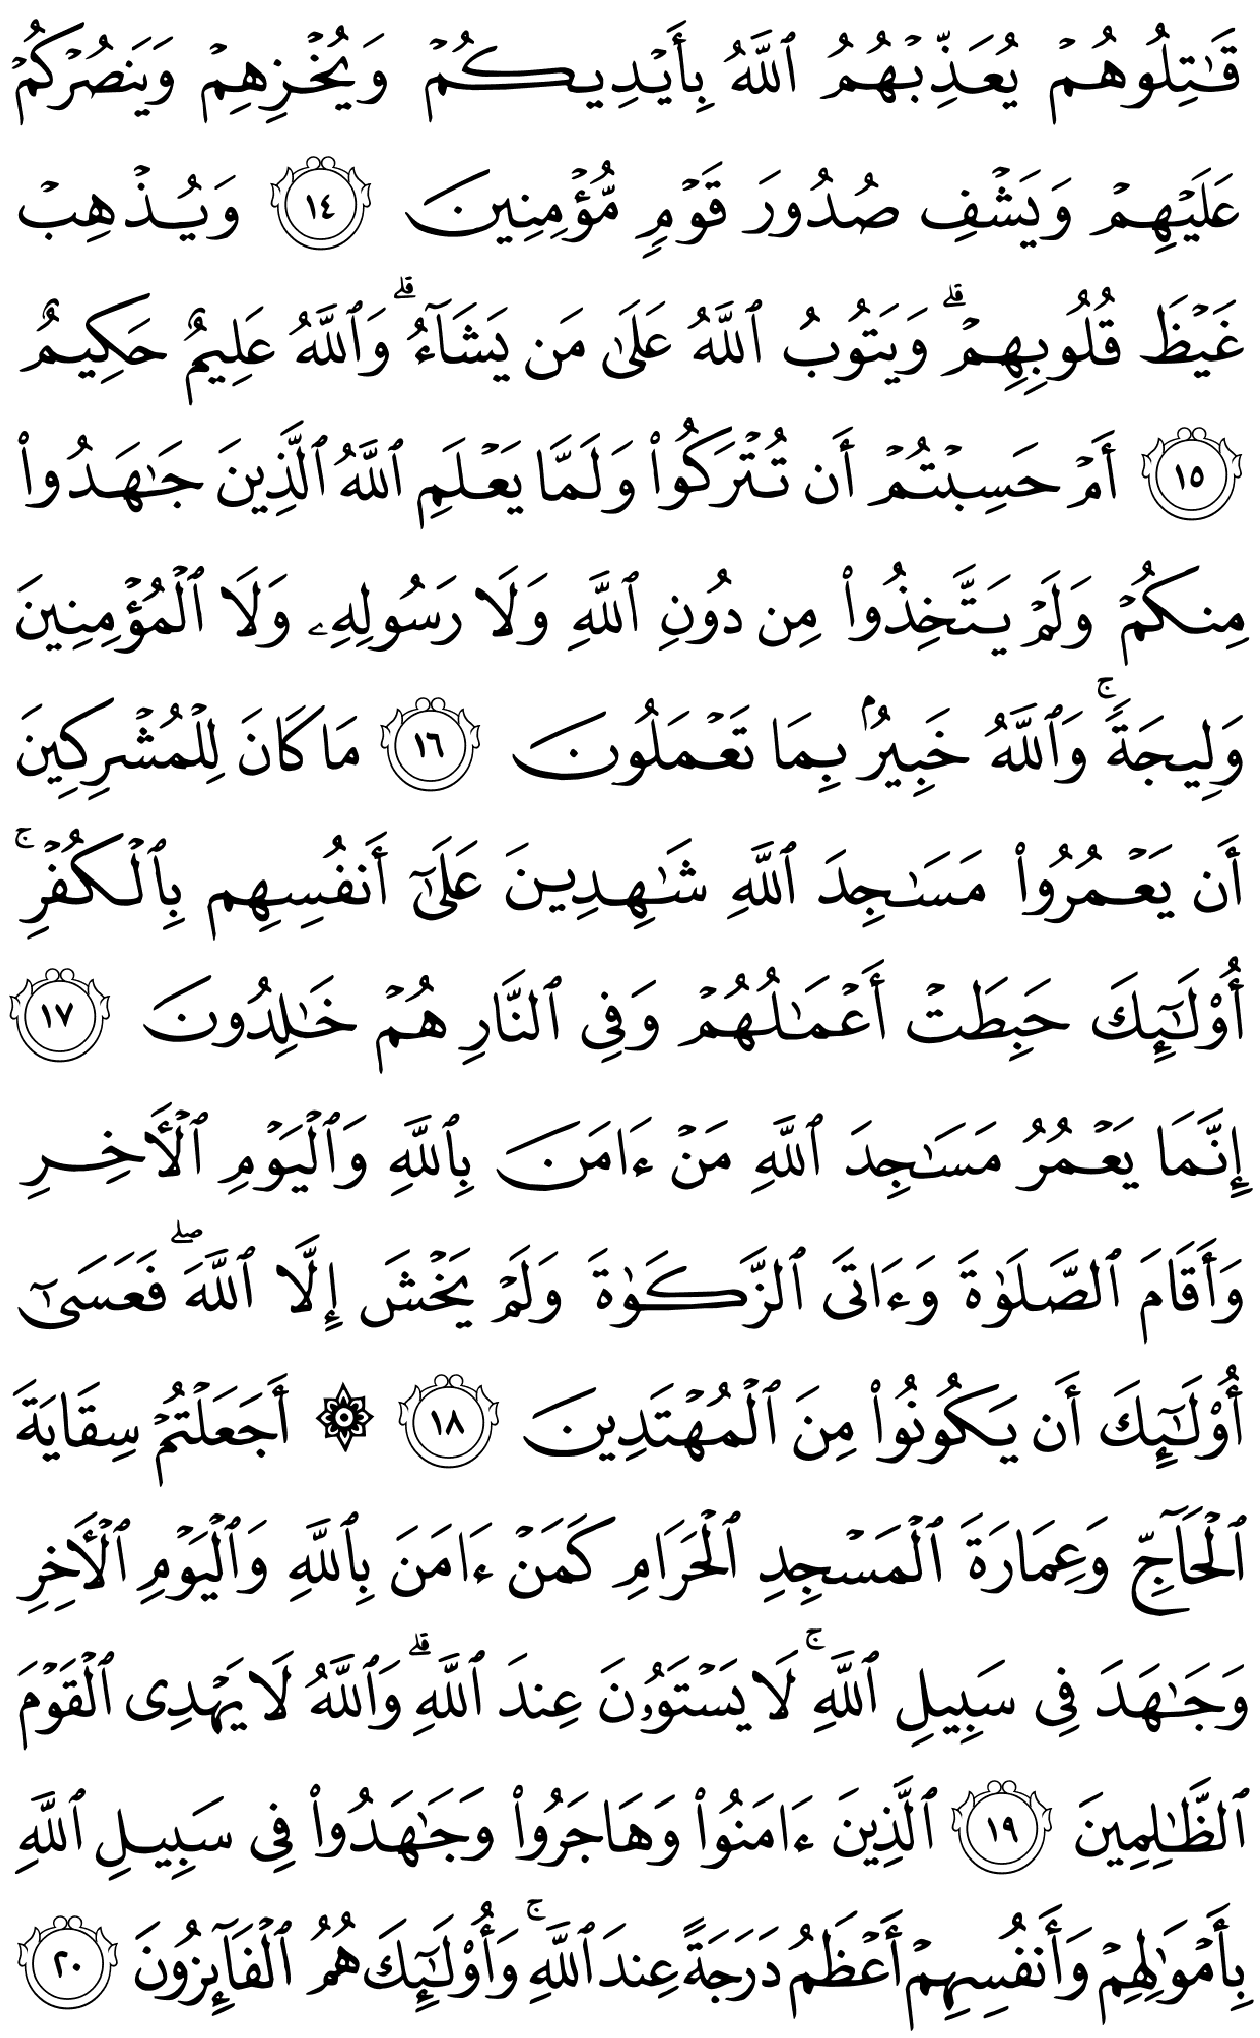 قَٰتِلُوهُمۡ يُعَذِّبۡهُمُ ٱللَّهُ بِأَيۡدِيكُمۡ وَيُخۡزِهِمۡ وَيَنصُرۡكُمۡ
عَلَيۡهِمۡ وَيَشۡفِ صُدُورَ قَوۡمٖ مُّؤۡمِنِينَ ١٤ وَيُذۡهِبۡ
غَيۡظَ قُلُوبِهِمۡۗ وَيَتُوبُ ٱللَّهُ عَلَىٰ مَن يَشَآءُۗ وَٱللَّهُ عَلِيمٌ حَكِيمٌ
١٥ أَمۡ حَسِبۡتُمۡ أَن تُتۡرَكُواْ وَلَمَّا يَعۡلَمِ ٱللَّهُ ٱلَّذِينَ جَٰهَدُواْ
مِنكُمۡ وَلَمۡ يَتَّخِذُواْ مِن دُونِ ٱللَّهِ وَلَا رَسُولِهِۦ وَلَا ٱلۡمُؤۡمِنِينَ
وَلِيجَةٗۚ وَٱللَّهُ خَبِيرُۢ بِمَا تَعۡمَلُونَ ١٦ مَا كَانَ لِلۡمُشۡرِكِينَ
أَن يَعۡمُرُواْ مَسَٰجِدَ ٱللَّهِ شَٰهِدِينَ عَلَىٰٓ أَنفُسِهِم بِٱلۡكُفۡرِۚ
أُوْلَٰٓئِكَ حَبِطَتۡ أَعۡمَٰلُهُمۡ وَفِي ٱلنَّارِ هُمۡ خَٰلِدُونَ ١٧
إِنَّمَا يَعۡمُرُ مَسَٰجِدَ ٱللَّهِ مَنۡ ءَامَنَ بِٱللَّهِ وَٱلۡيَوۡمِ ٱلۡأٓخِرِ
وَأَقَامَ ٱلصَّلَوٰةَ وَءَاتَى ٱلزَّكَوٰةَ وَلَمۡ يَخۡشَ إِلَّا ٱللَّهَۖ فَعَسَىٰٓ
أُوْلَٰٓئِكَ أَن يَكُونُواْ مِنَ ٱلۡمُهۡتَدِينَ ١٨ ۞ أَجَعَلۡتُمۡ سِقَايَةَ
ٱلۡحَآجِّ وَعِمَارَةَ ٱلۡمَسۡجِدِ ٱلۡحَرَامِ كَمَنۡ ءَامَنَ بِٱللَّهِ وَٱلۡيَوۡمِ ٱلۡأٓخِرِ
وَجَٰهَدَ فِي سَبِيلِ ٱللَّهِۚ لَا يَسۡتَوُۥنَ عِندَ ٱللَّهِۗ وَٱللَّهُ لَا يَهۡدِي ٱلۡقَوۡمَ
ٱلظَّٰلِمِينَ ١٩ ٱلَّذِينَ ءَامَنُواْ وَهَاجَرُواْ وَجَٰهَدُواْ فِي سَبِيلِ ٱللَّهِ
بِأَمۡوَٰلِهِمۡ وَأَنفُسِهِمۡ أَعۡظَمُ دَرَجَةً عِندَ ٱللَّهِۚ وَأُوْلَٰٓئِكَ هُمُ ٱلۡفَآئِزُونَ ٢٠